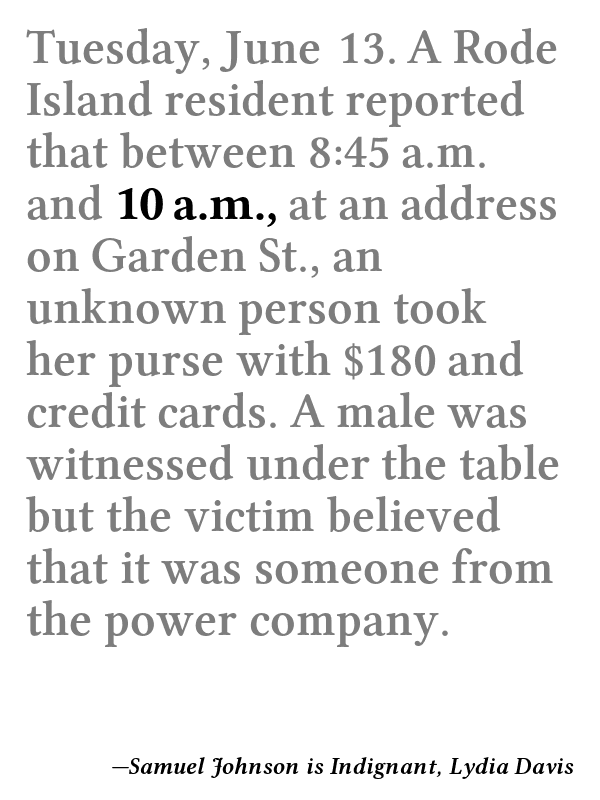 Tuesday, June 13. A Rode
Island resident reported
that between 8:45 a.m.
and 10 a.m., at an address
on Garden St., an
unknown person took
her purse with $180 and
credit cards. A male was
witnessed under the table
but the victim believed
that it was someone from
the power company.
—Samuel Johnson is Indignant, Lydia Davis